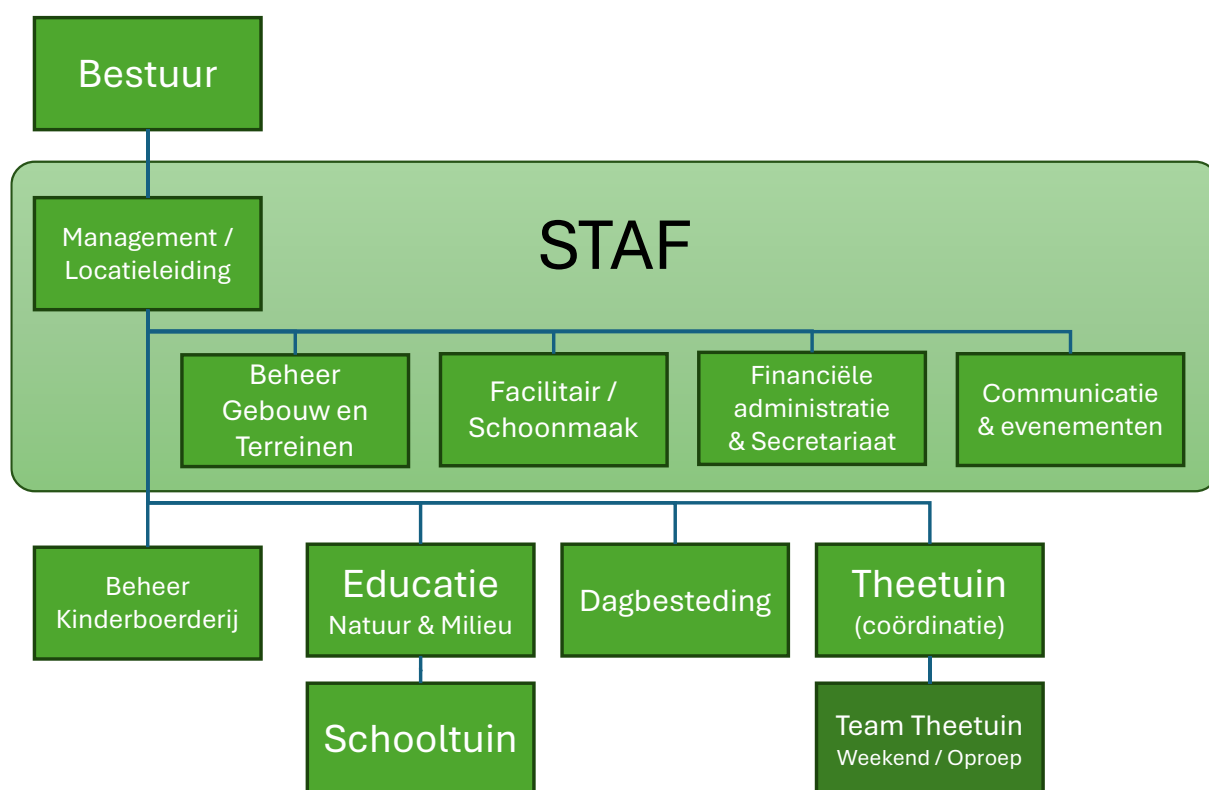 Bestuur
STAF
Management /
Locatieleiding
Beheer
Gebouw en
Terreinen
Facilitair /
Schoonmaak
Financiële
administratie
& Secretariaat
Communicatie
& evenementen
Beheer
Kinderboerderij
Educatie
Natuur & Milieu
Dagbesteding
Theetuin
(coördinatie)
Schooltuin
Team Theetuin
Weekend / Oproep